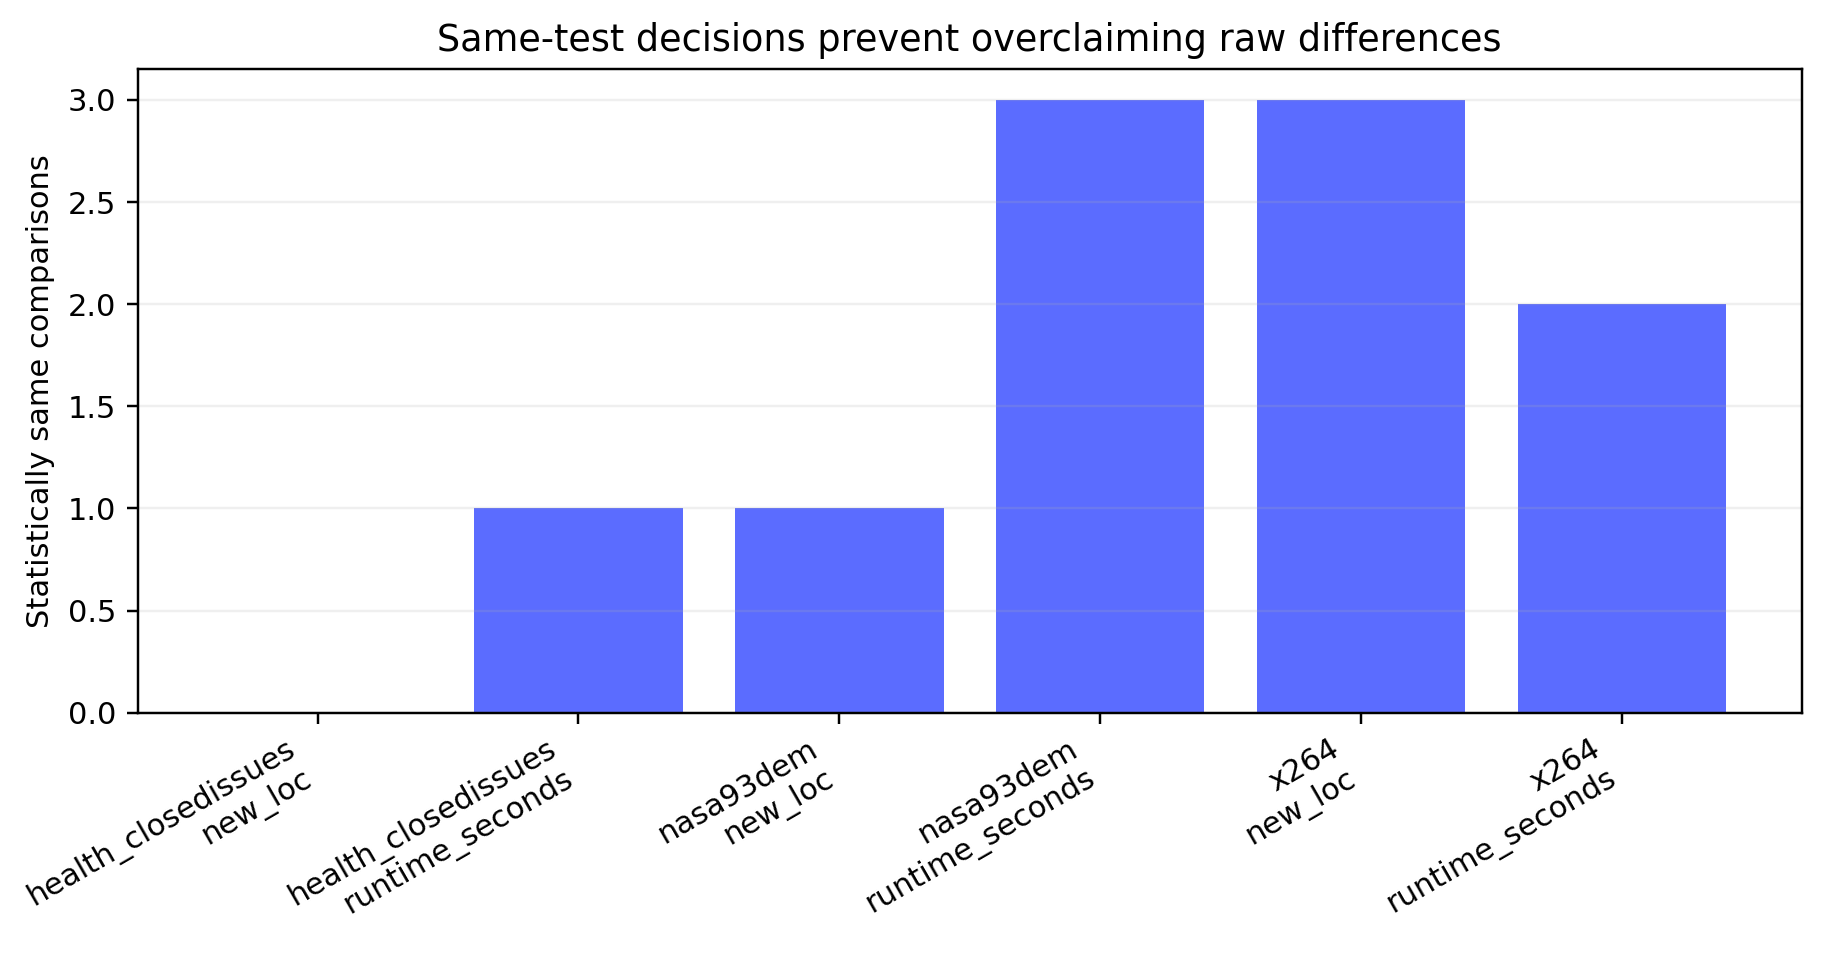 Same-test decisions prevent overclaiming raw differences
Statistically same comparisons
3.0
2.5
2.0
1.5
1.0
0.5
0.0
health_closedissues
new_loc
health_closedissues
runtime_seconds
nasa93dem
new_loc
nasa93dem
runtime_seconds
x264
new_loc
x264
runtime_seconds